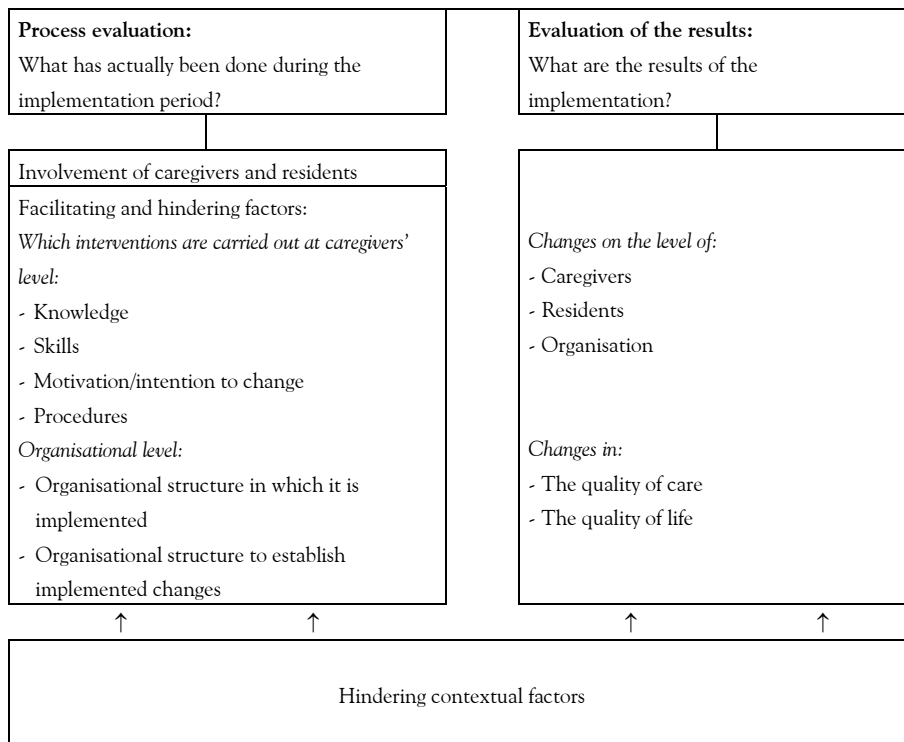 Process evaluation:
What has actually been done during the
implementation period?
Evaluation of the results:
What are the results of the
implementation?
Involvement of caregivers and residents
Facilitating and hindering factors:
Which interventions are carried out at caregivers’
level:
- Knowledge
- Skills
- Motivation/intention to change
- Procedures
Organisational level:
- Organisational structure in which it is
implemented
- Organisational structure to establish
implemented changes
Changes on the level of:
- Caregivers
- Residents
- Organisation
Changes in:
- The quality of care
- The quality of life
↑ ↑ ↑ ↑
Hindering contextual factors